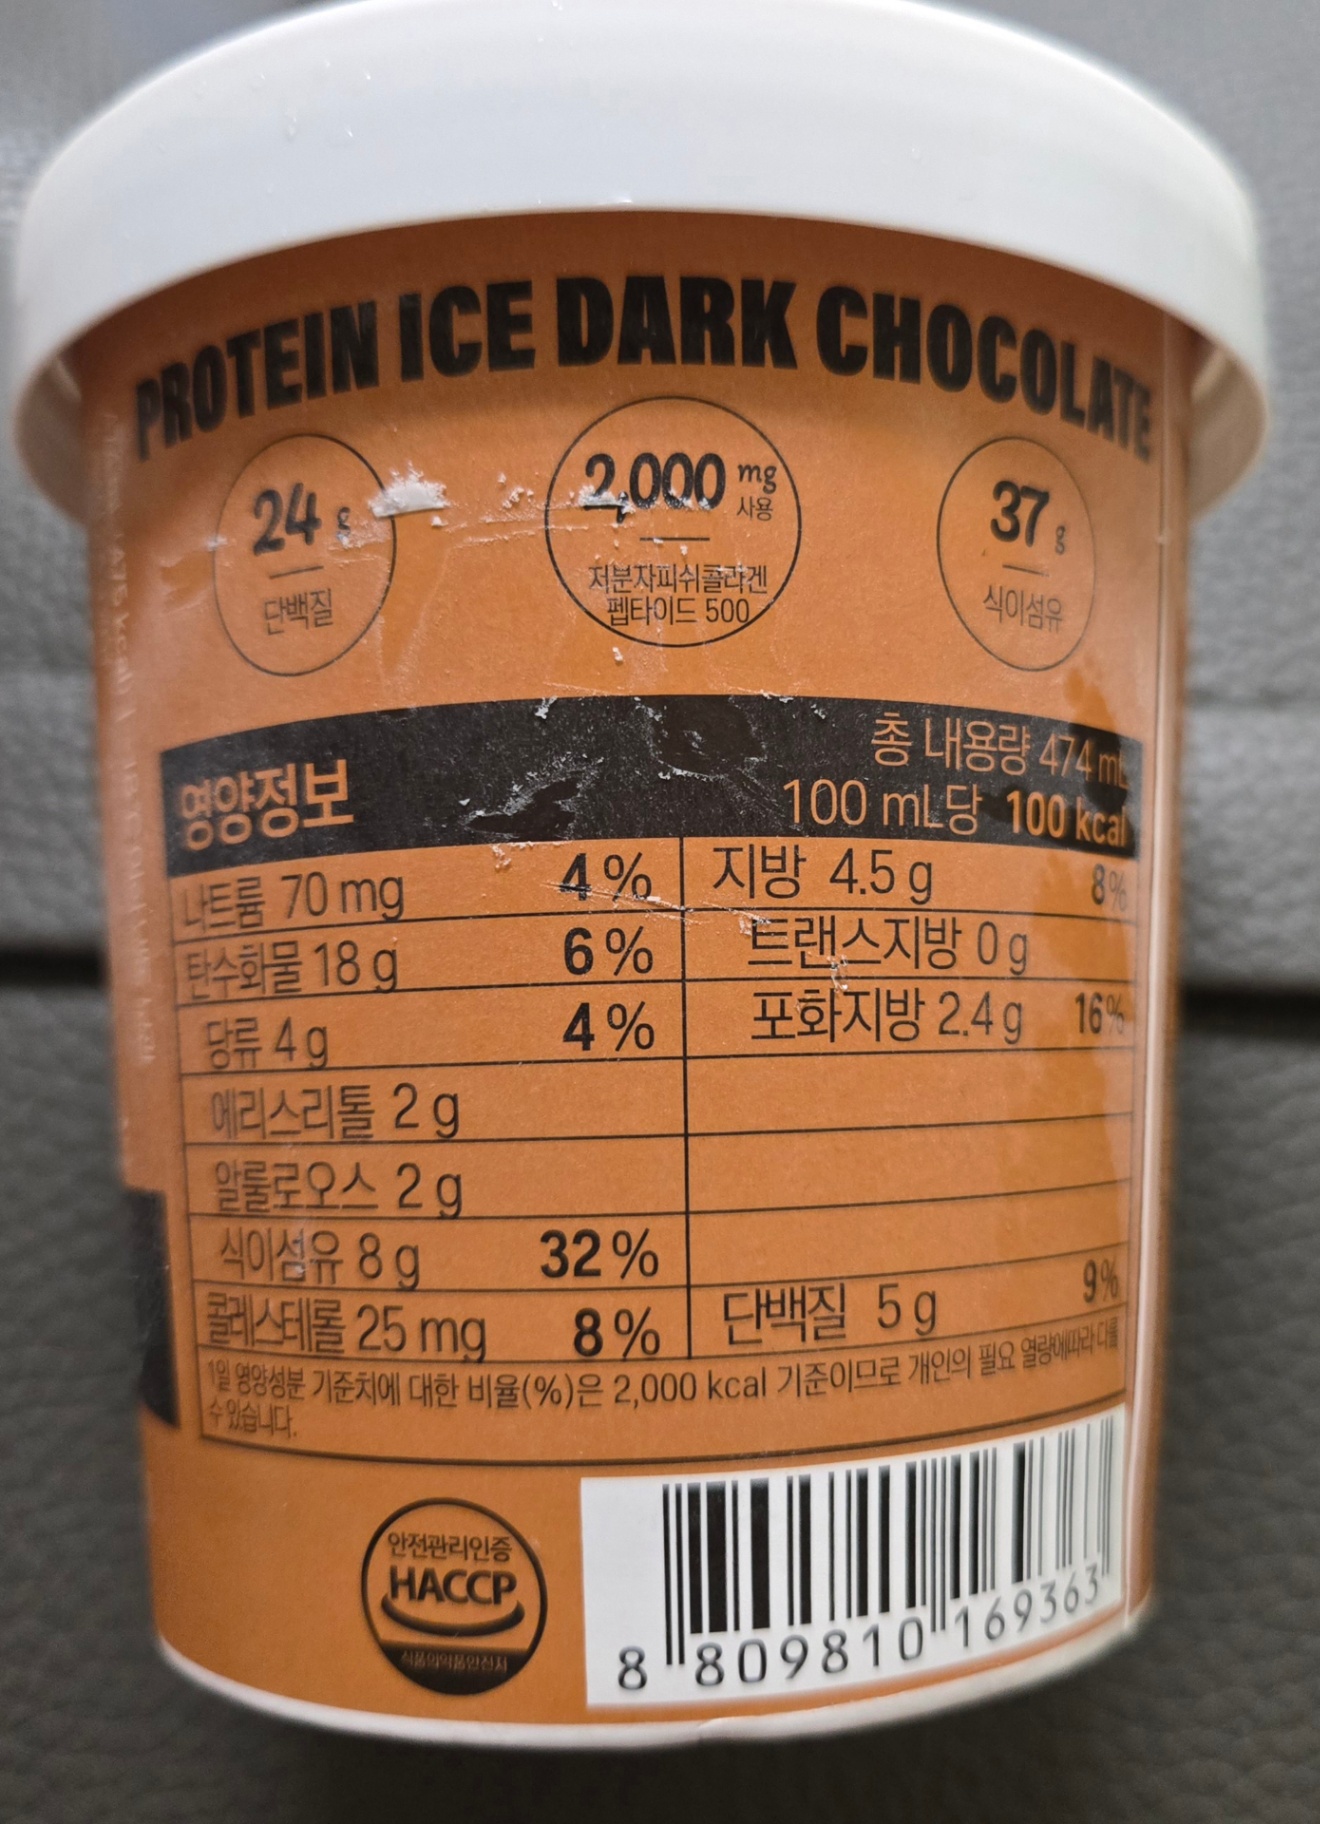 PROTEIN ICE DARK CHOCOLATE
24 g
단백질
2,000 mg
사용
저분자피쉬콜라겐
펩타이드 500
37 g
식이섬유
영양정보
총 내용량 474 mL
100 mL당 100 kcal
나트륨 70 mg 4 %
지방 4.5 g 8 %
탄수화물 18 g 6 %
트랜스지방 0 g
당류 4 g 4 %
포화지방 2.4 g 16 %
에리스리톨 2 g
알룰로오스 2 g
식이섬유 8 g 32 %
콜레스테롤 25 mg 8 %
단백질 5 g 9 %
1일 영양성분 기준치에 대한 비율(%)은 2,000 kcal 기준이므로 개인의 필요 열량에 따라 다를
수 있습니다.
안전관리인증
HACCP
식품의약품안전처
8 809810 169363